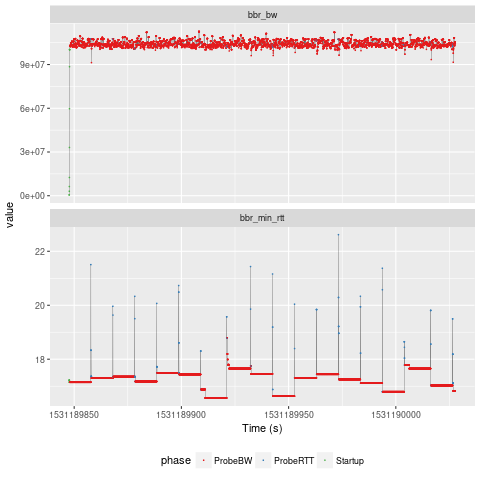 bbr_bw
9e+07
6e+07
3e+07
0e+00
value
bbr_min_rtt
22
20
18
1531189850 1531189900 1531189950 1531190000
Time (s)
phase ProbeBW ProbeRTT Startup